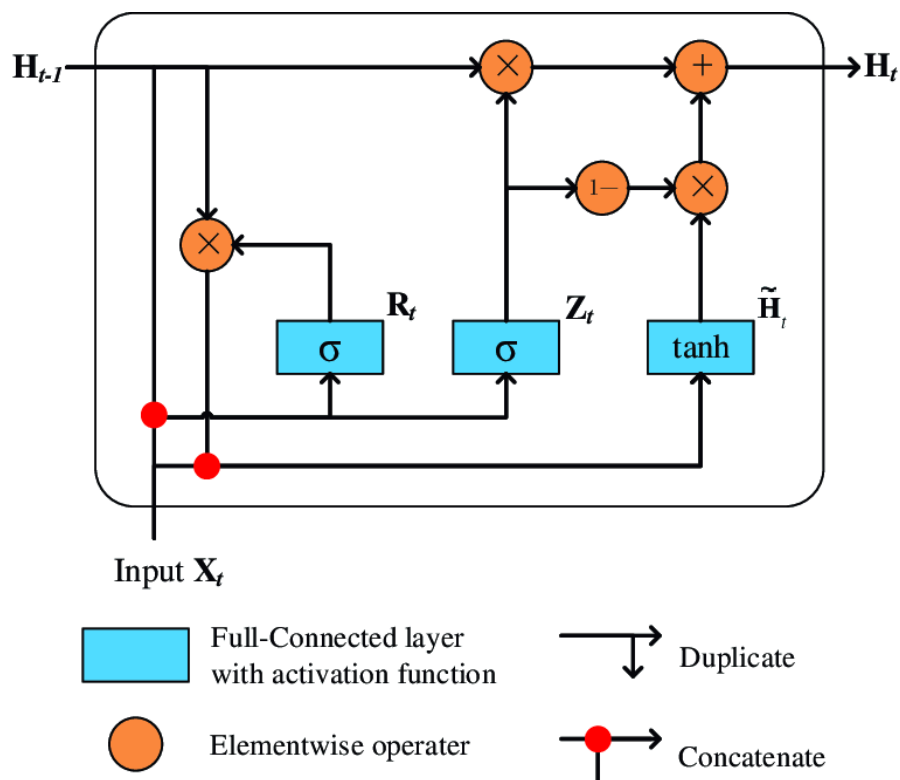 H_{t-1}
×
+
H_t
1−
×
×
R_t
Z_t
H̃_t
σ
σ
tanh
Input X_t
Full-Connected layer
with activation function
Duplicate
Elementwise operater
Concatenate